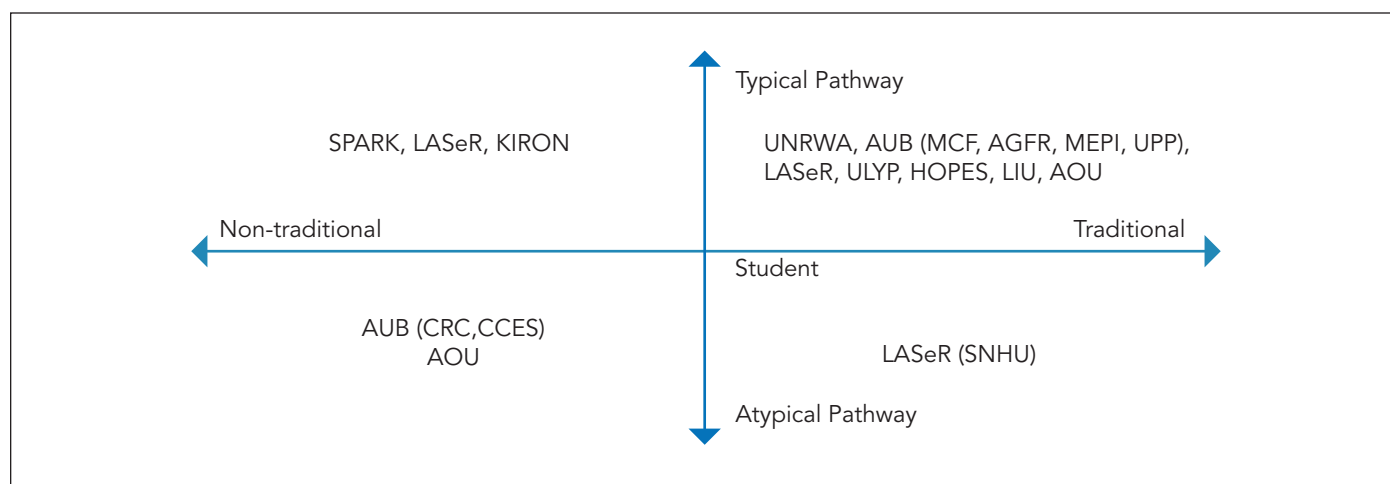 Typical Pathway
SPARK, LASeR, KIRON
UNRWA, AUB (MCF, AGFR, MEPI, UPP),
LASeR, ULYP, HOPES, LIU, AOU
Non-traditional
Traditional
Student
AUB (CRC,CCES)
AOU
LASeR (SNHU)
Atypical Pathway